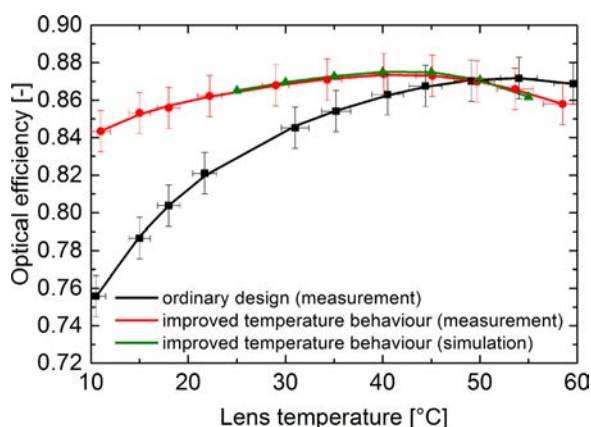 0.90
0.88
0.86
0.84
0.82
0.80
0.78
0.76
0.74
0.72
Optical efficiency [-]
ordinary design (measurement)
improved temperature behaviour (measurement)
improved temperature behaviour (simulation)
10 20 30 40 50 60
Lens temperature [°C]